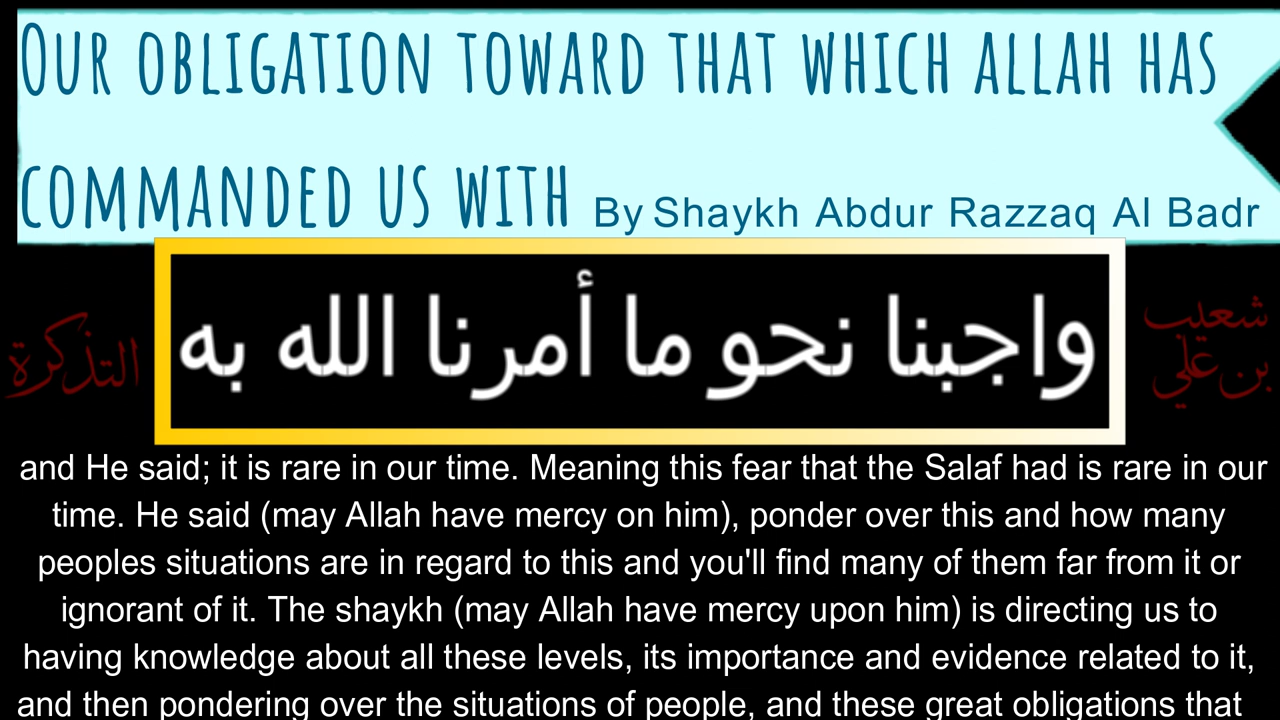 Our obligation toward that which Allah has
commanded us with By Shaykh Abdur Razzaq Al Badr
واجبنا نحو ما أمرنا الله به
شعيب
بن علي
التذكرة
and He said; it is rare in our time. Meaning this fear that the Salaf had is rare in our
time. He said (may Allah have mercy on him), ponder over this and how many
peoples situations are in regard to this and you'll find many of them far from it or
ignorant of it. The shaykh (may Allah have mercy upon him) is directing us to
having knowledge about all these levels, its importance and evidence related to it,
and then pondering over the situations of people, and these great obligations that